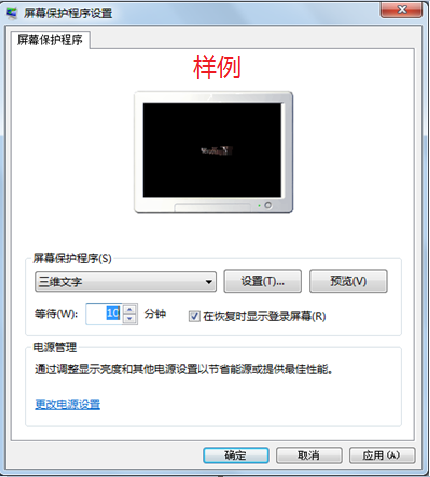 屏幕保护程序设置
屏幕保护程序
样例
屏幕保护程序(S)
三维文字
设置(T)...
预览(V)
等待(W):
10
分钟
在恢复时显示登录屏幕(R)
电源管理
通过调整显示亮度和其他电源设置以节省能源或提供最佳性能。
更改电源设置
确定
取消
应用(A)